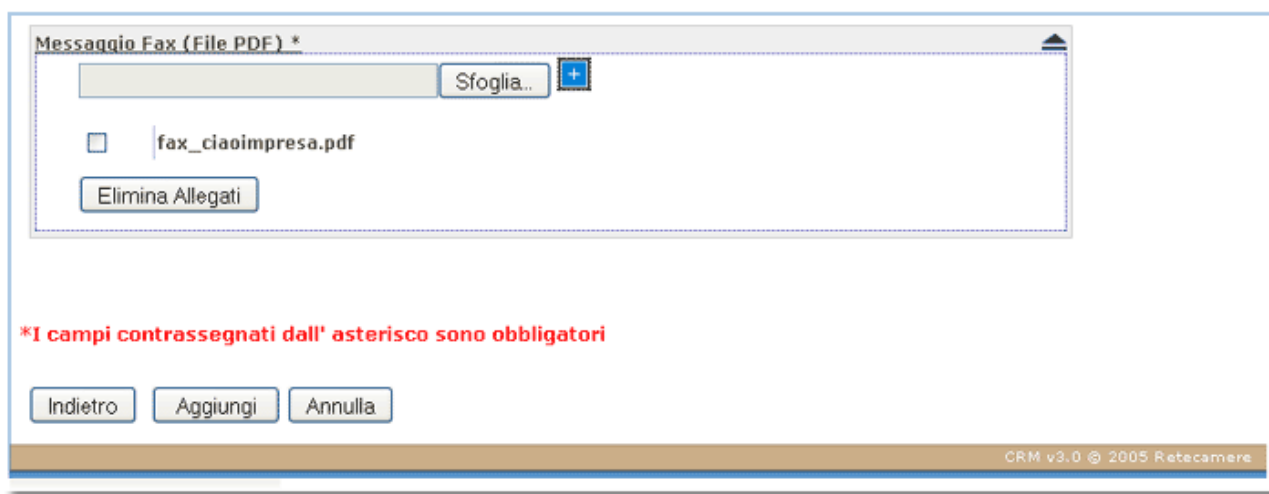 Messaggio Fax (File PDF) *
Sfoglia... +
fax_ciaoimpresa.pdf
Elimina Allegati
*I campi contrassegnati dall' asterisco sono obbligatori
Indietro Aggiungi Annulla
CRM v3.0 © 2005 Retecamere